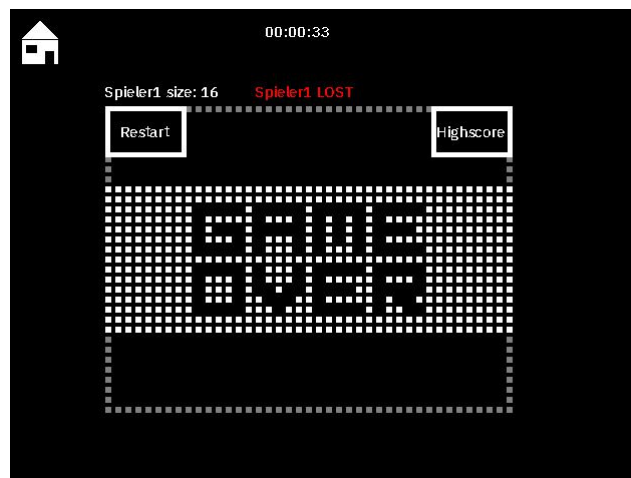 00:00:33
Spieler1 size: 16 Spieler1 LOST
Restart Highscore
GAME
OVER